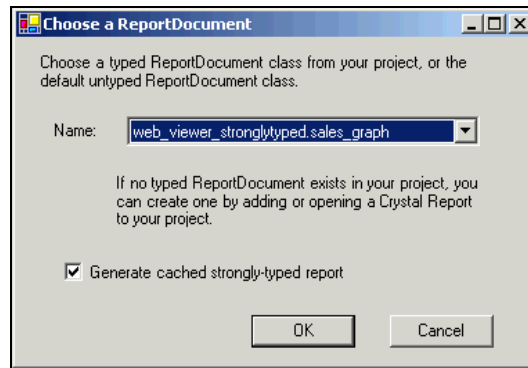 Choose a ReportDocument
Choose a typed ReportDocument class from your project, or the
default untyped ReportDocument class.
Name: web_viewer_stronglytyped.sales_graph
If no typed ReportDocument exists in your project, you
can create one by adding or opening a Crystal Report
to your project.
Generate cached strongly-typed report
OK Cancel